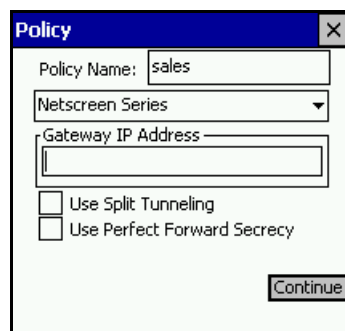 Policy
Policy Name: sales
Netscreen Series
Gateway IP Address
Use Split Tunneling
Use Perfect Forward Secrecy
Continue